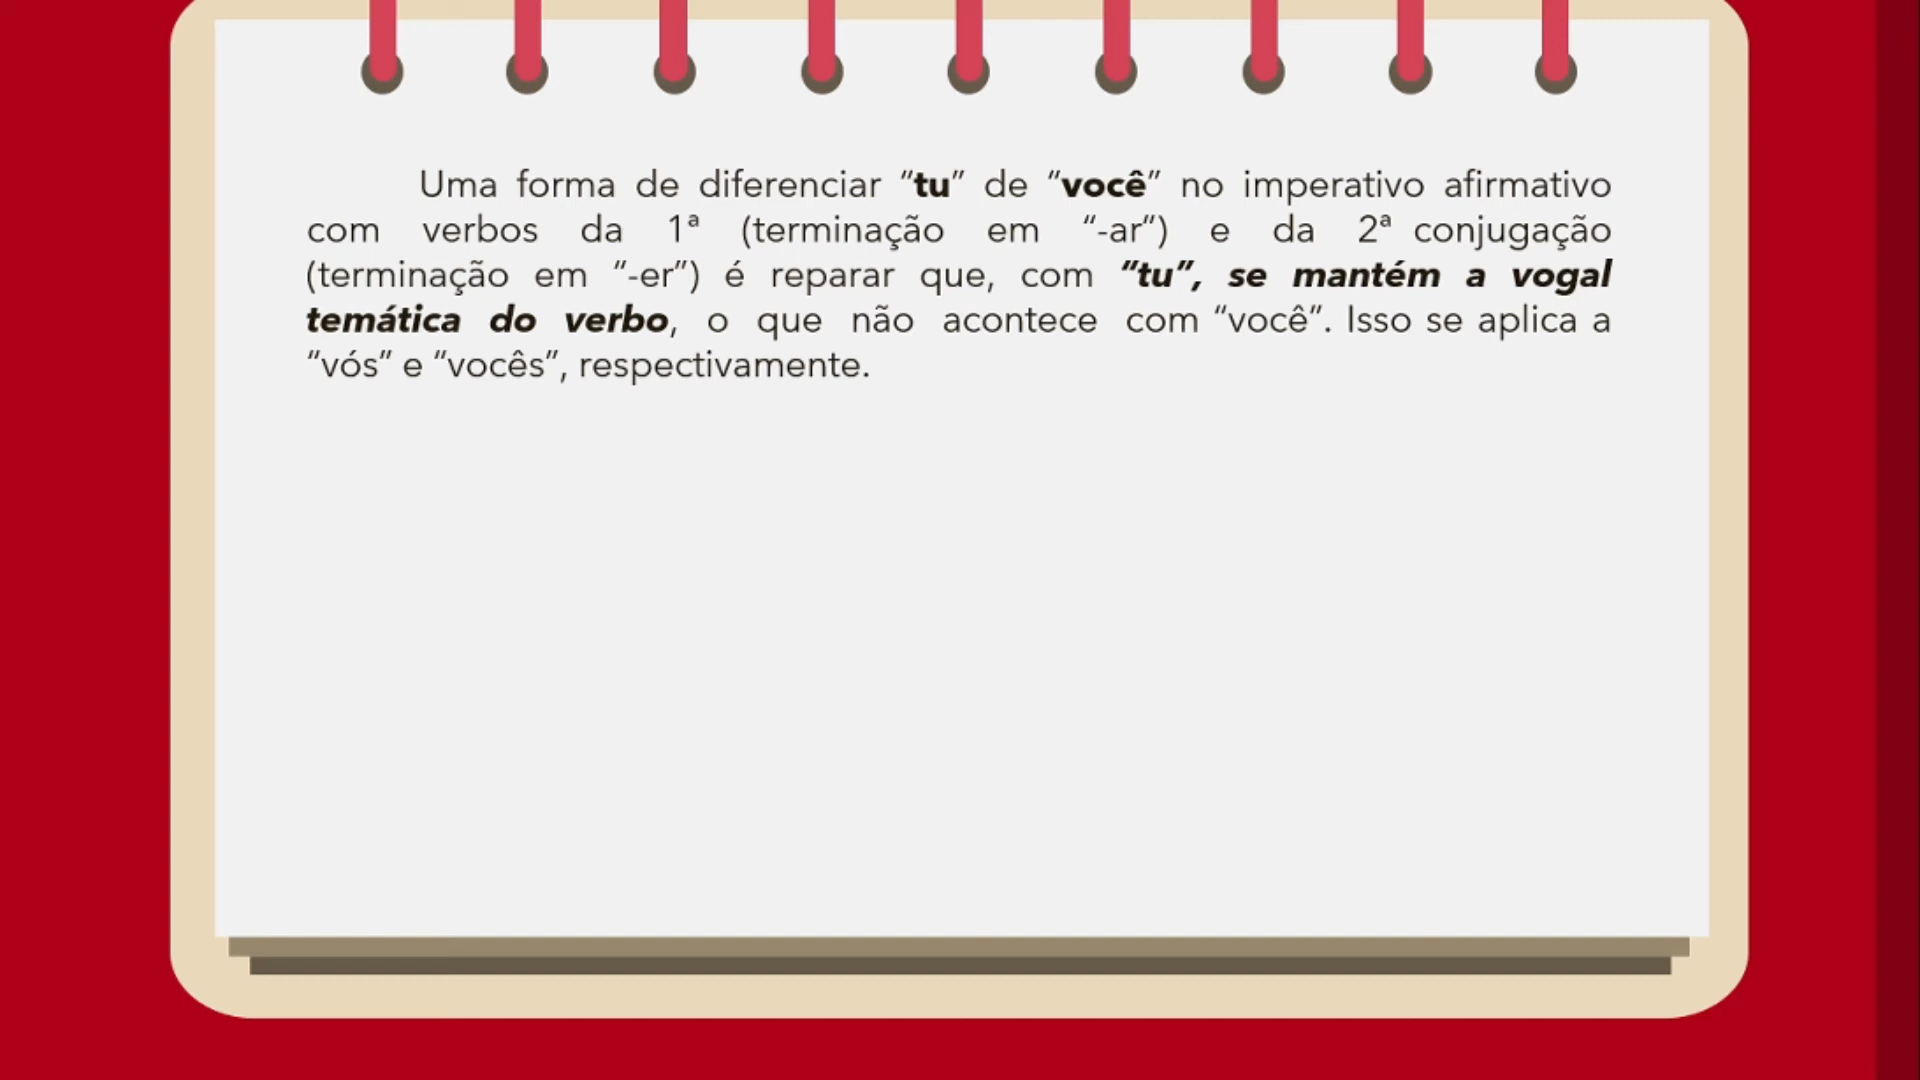 Uma forma de diferenciar “tu” de “você” no imperativo afirmativo
com verbos da 1ª (terminação em “-ar”) e da 2ª conjugação
(terminação em “-er”) é reparar que, com “tu”, se mantém a vogal
temática do verbo, o que não acontece com “você”. Isso se aplica a
“vós” e “vocês”, respectivamente.